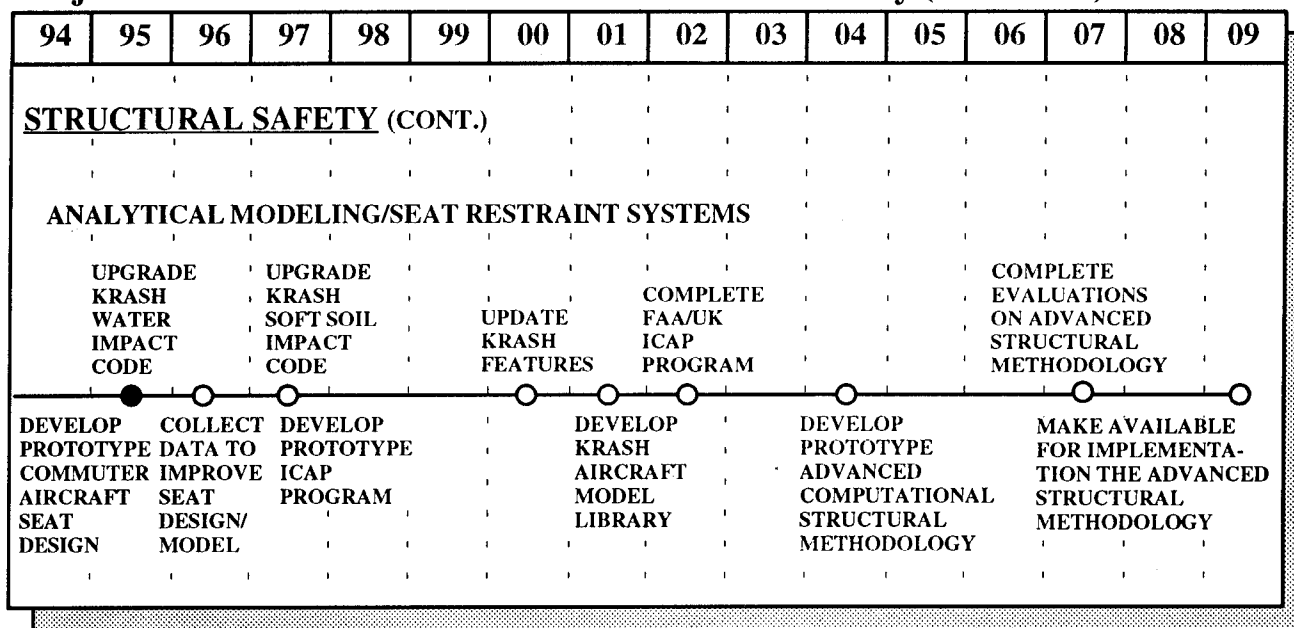 94 95 96 97 98 99 00 01 02 03 04 05 06 07 08 09
STRUCTURAL SAFETY (CONT.)
ANALYTICAL MODELING/SEAT RESTRAINT SYSTEMS
UPGRADE
KRASH
WATER
IMPACT
CODE
UPGRADE
KRASH
SOFT SOIL
IMPACT
CODE
UPDATE
KRASH
FEATURES
COMPLETE
FAA/UK
ICAP
PROGRAM
COMPLETE
EVALUATIONS
ON ADVANCED
STRUCTURAL
METHODOLOGY
DEVELOP
PROTOTYPE
COMMUTER
AIRCRAFT
SEAT
DESIGN
COLLECT
DATA TO
IMPROVE
SEAT
DESIGN/
MODEL
DEVELOP
PROTOTYPE
ICAP
PROGRAM
DEVELOP
KRASH
AIRCRAFT
MODEL
LIBRARY
DEVELOP
PROTOTYPE
ADVANCED
COMPUTATIONAL
STRUCTURAL
METHODOLOGY
MAKE AVAILABLE
FOR IMPLEMENTA-
TION THE ADVANCED
STRUCTURAL
METHODOLOGY